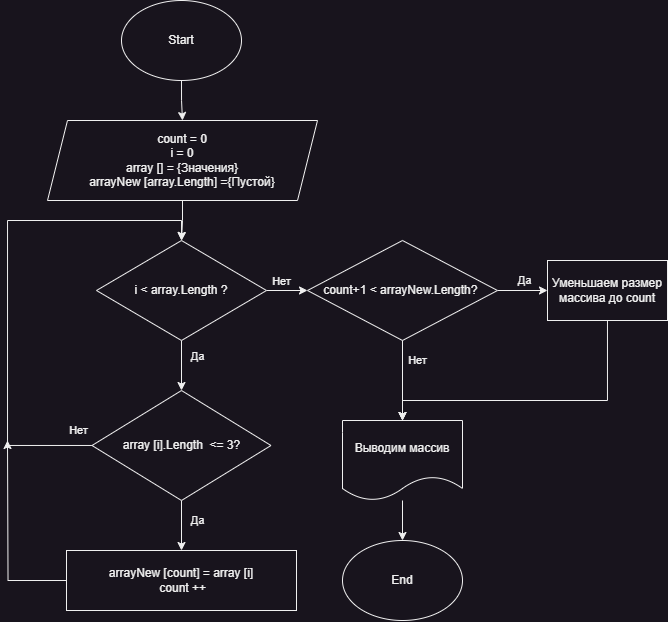 Start
count = 0
i = 0
array [] = {Значения}
arrayNew [array.Length] ={Пустой}
i < array.Length ?
Нет
count+1 < arrayNew.Length?
Да
Уменьшаем размер
массива до count
Да
Нет
Нет
array [i].Length  <= 3?
Выводим массив
Да
arrayNew [count] = array [i]
count ++
End